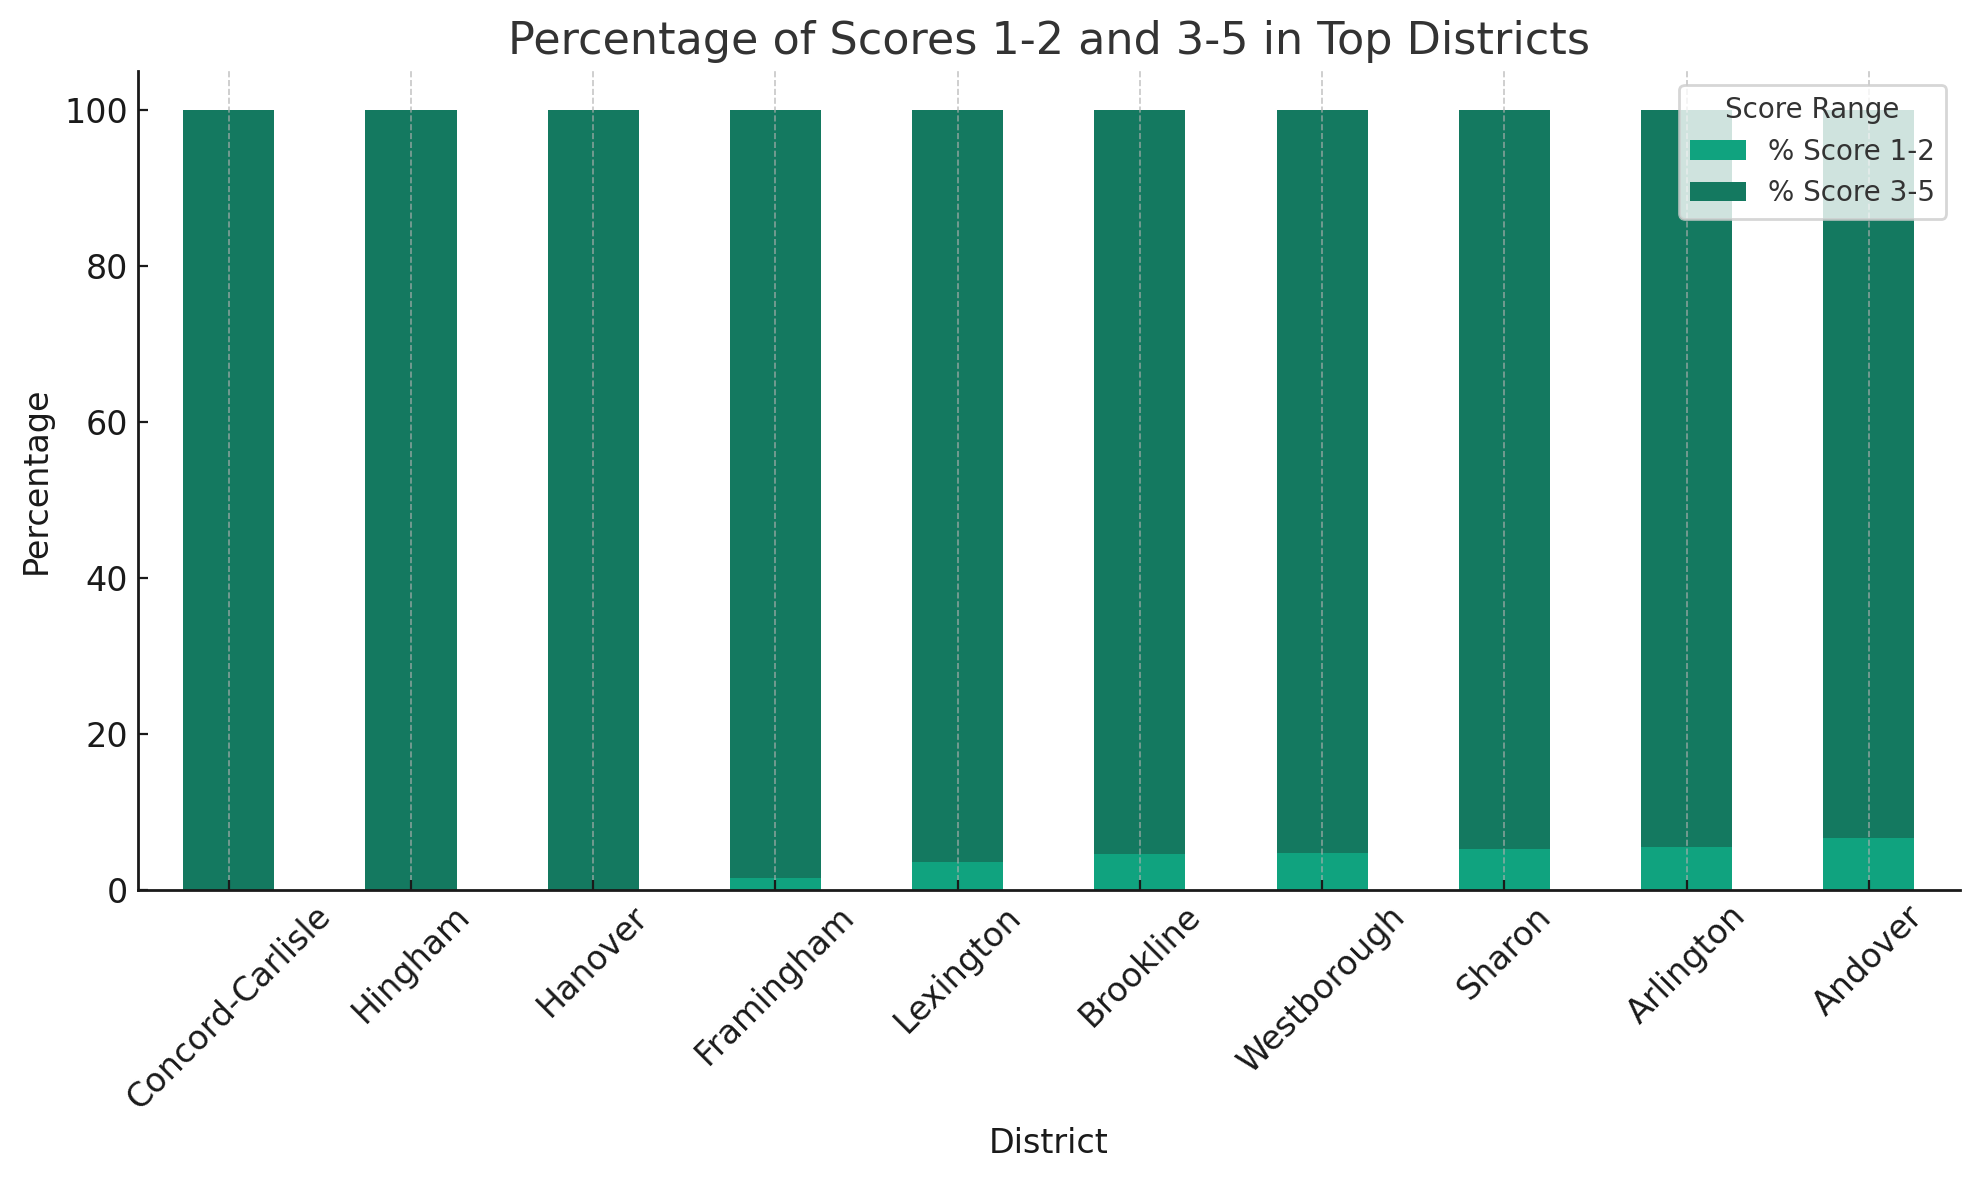 Percentage of Scores 1-2 and 3-5 in Top Districts
Score Range
% Score 1-2
% Score 3-5
Percentage
100
80
60
40
20
0
Concord-Carlisle
Hingham
Hanover
Framingham
Lexington
Brookline
Westborough
Sharon
Arlington
Andover
District